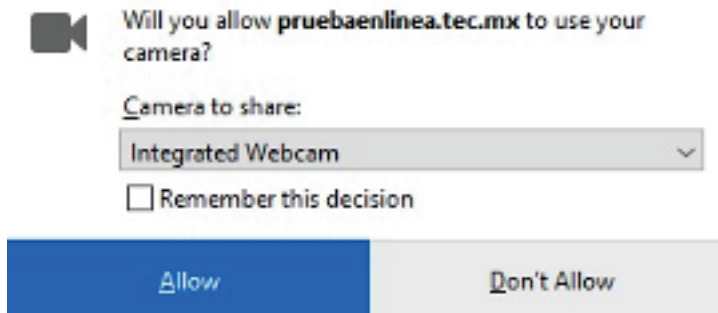 Will you allow pruebaenlinea.tec.mx to use your
camera?
Camera to share:
Integrated Webcam
Remember this decision
Allow
Don't Allow